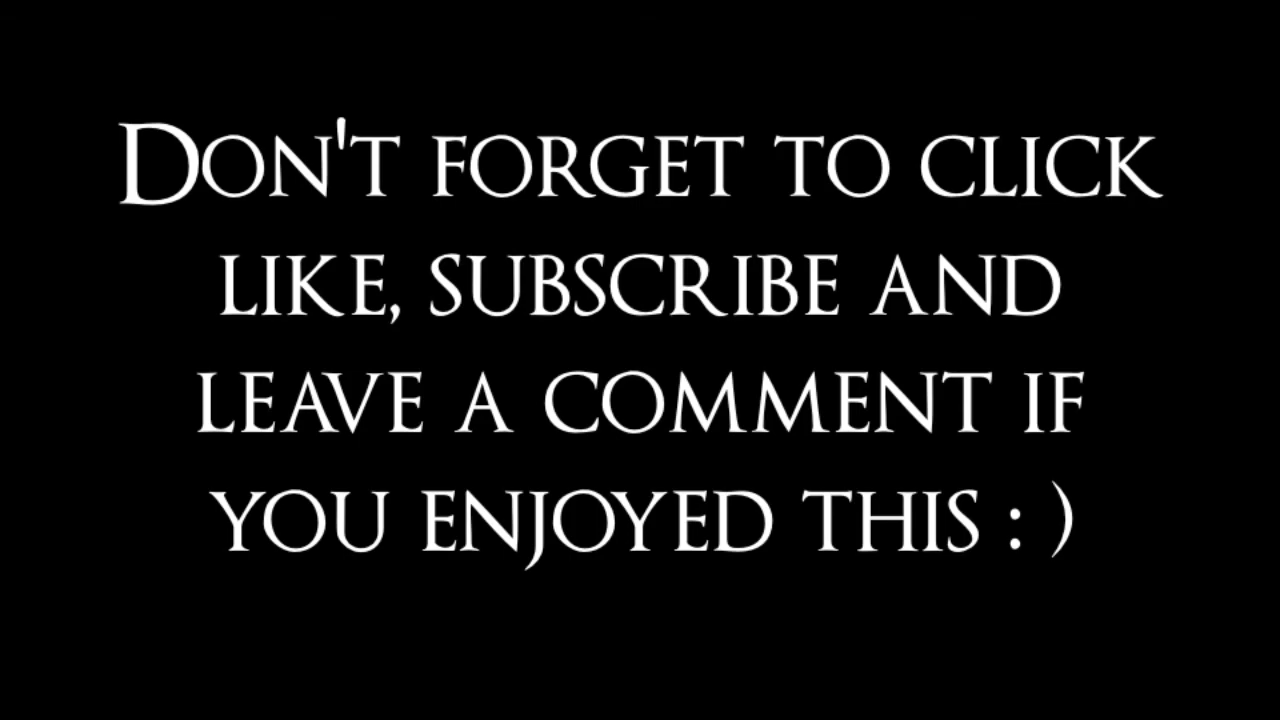 Don't forget to click
like, subscribe and
leave a comment if
you enjoyed this : )